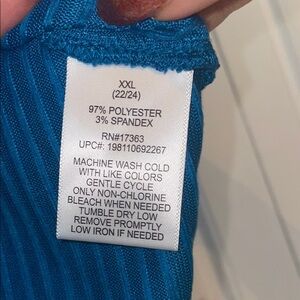 XXL
(22/24)
97% POLYESTER
3% SPANDEX
RN#17363
UPC#: 198110692267
MACHINE WASH COLD
WITH LIKE COLORS
GENTLE CYCLE
ONLY NON-CHLORINE
BLEACH WHEN NEEDED
TUMBLE DRY LOW
REMOVE PROMPTLY
LOW IRON IF NEEDED